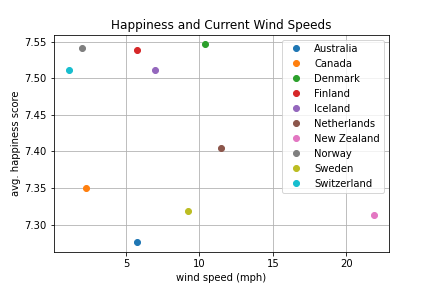 Happiness and Current Wind Speeds
7.55
7.50
7.45
7.40
7.35
7.30
avg. happiness score
Australia
Canada
Denmark
Finland
Iceland
Netherlands
New Zealand
Norway
Sweden
Switzerland
5
10
15
20
wind speed (mph)